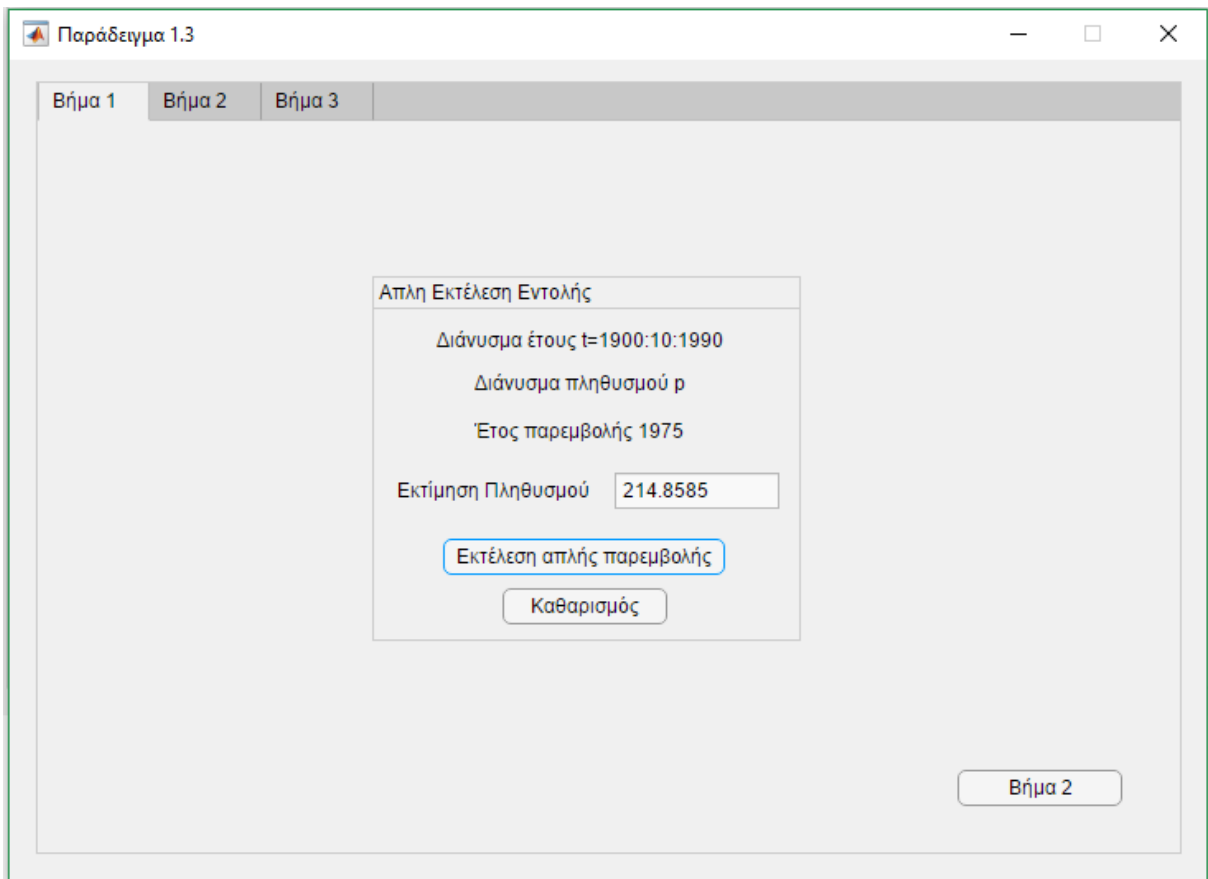 Παράδειγμα 1.3
Βήμα 1 Βήμα 2 Βήμα 3
Απλη Εκτέλεση Εντολής
Διάνυσμα έτους t=1900:10:1990
Διάνυσμα πληθυσμού p
Έτος παρεμβολής 1975
Εκτίμηση Πληθυσμού 214.8585
Εκτέλεση απλής παρεμβολής
Καθαρισμός
Βήμα 2